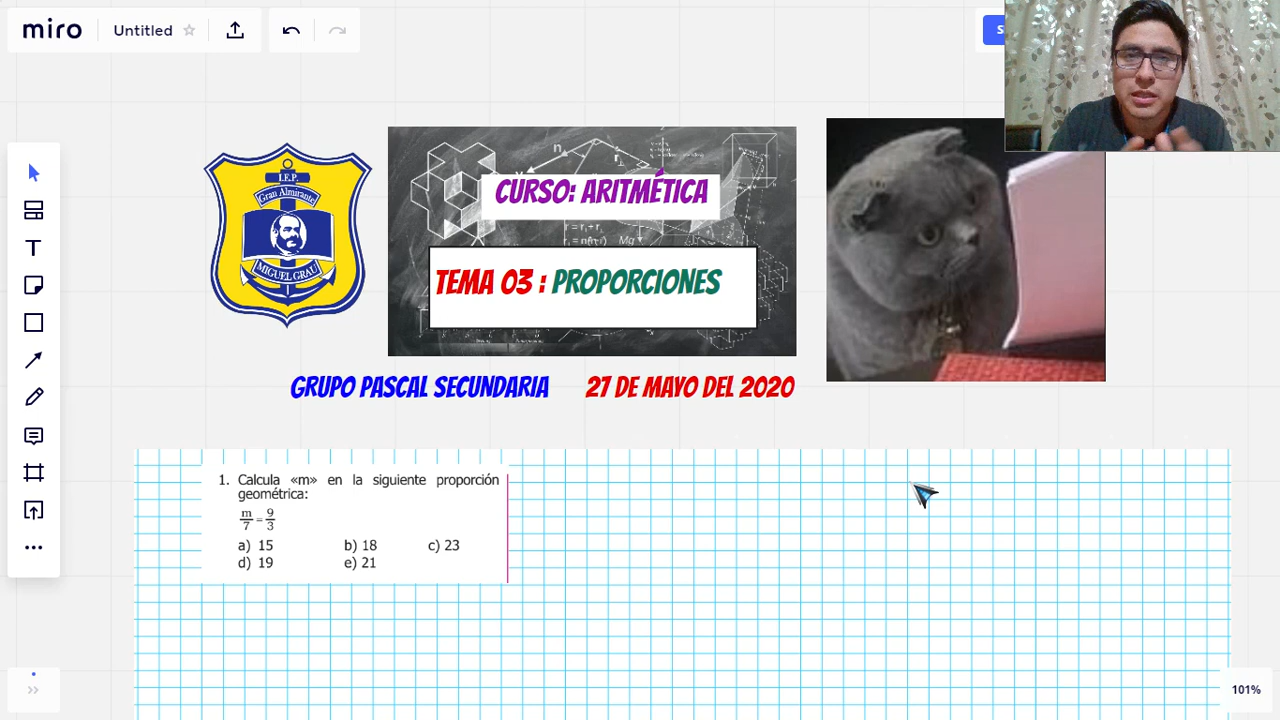 miro
Untitled
I.E.P.
Gran Almirante
MIGUEL GRAU
CURSO: ARITMÉTICA
TEMA 03 : PROPORCIONES
GRUPO PASCAL SECUNDARIA
27 DE MAYO DEL 2020
1. Calcula «m» en la siguiente proporción
geométrica:
m/7 = 9/3
a) 15 b) 18 c) 23
d) 19 e) 21
101%